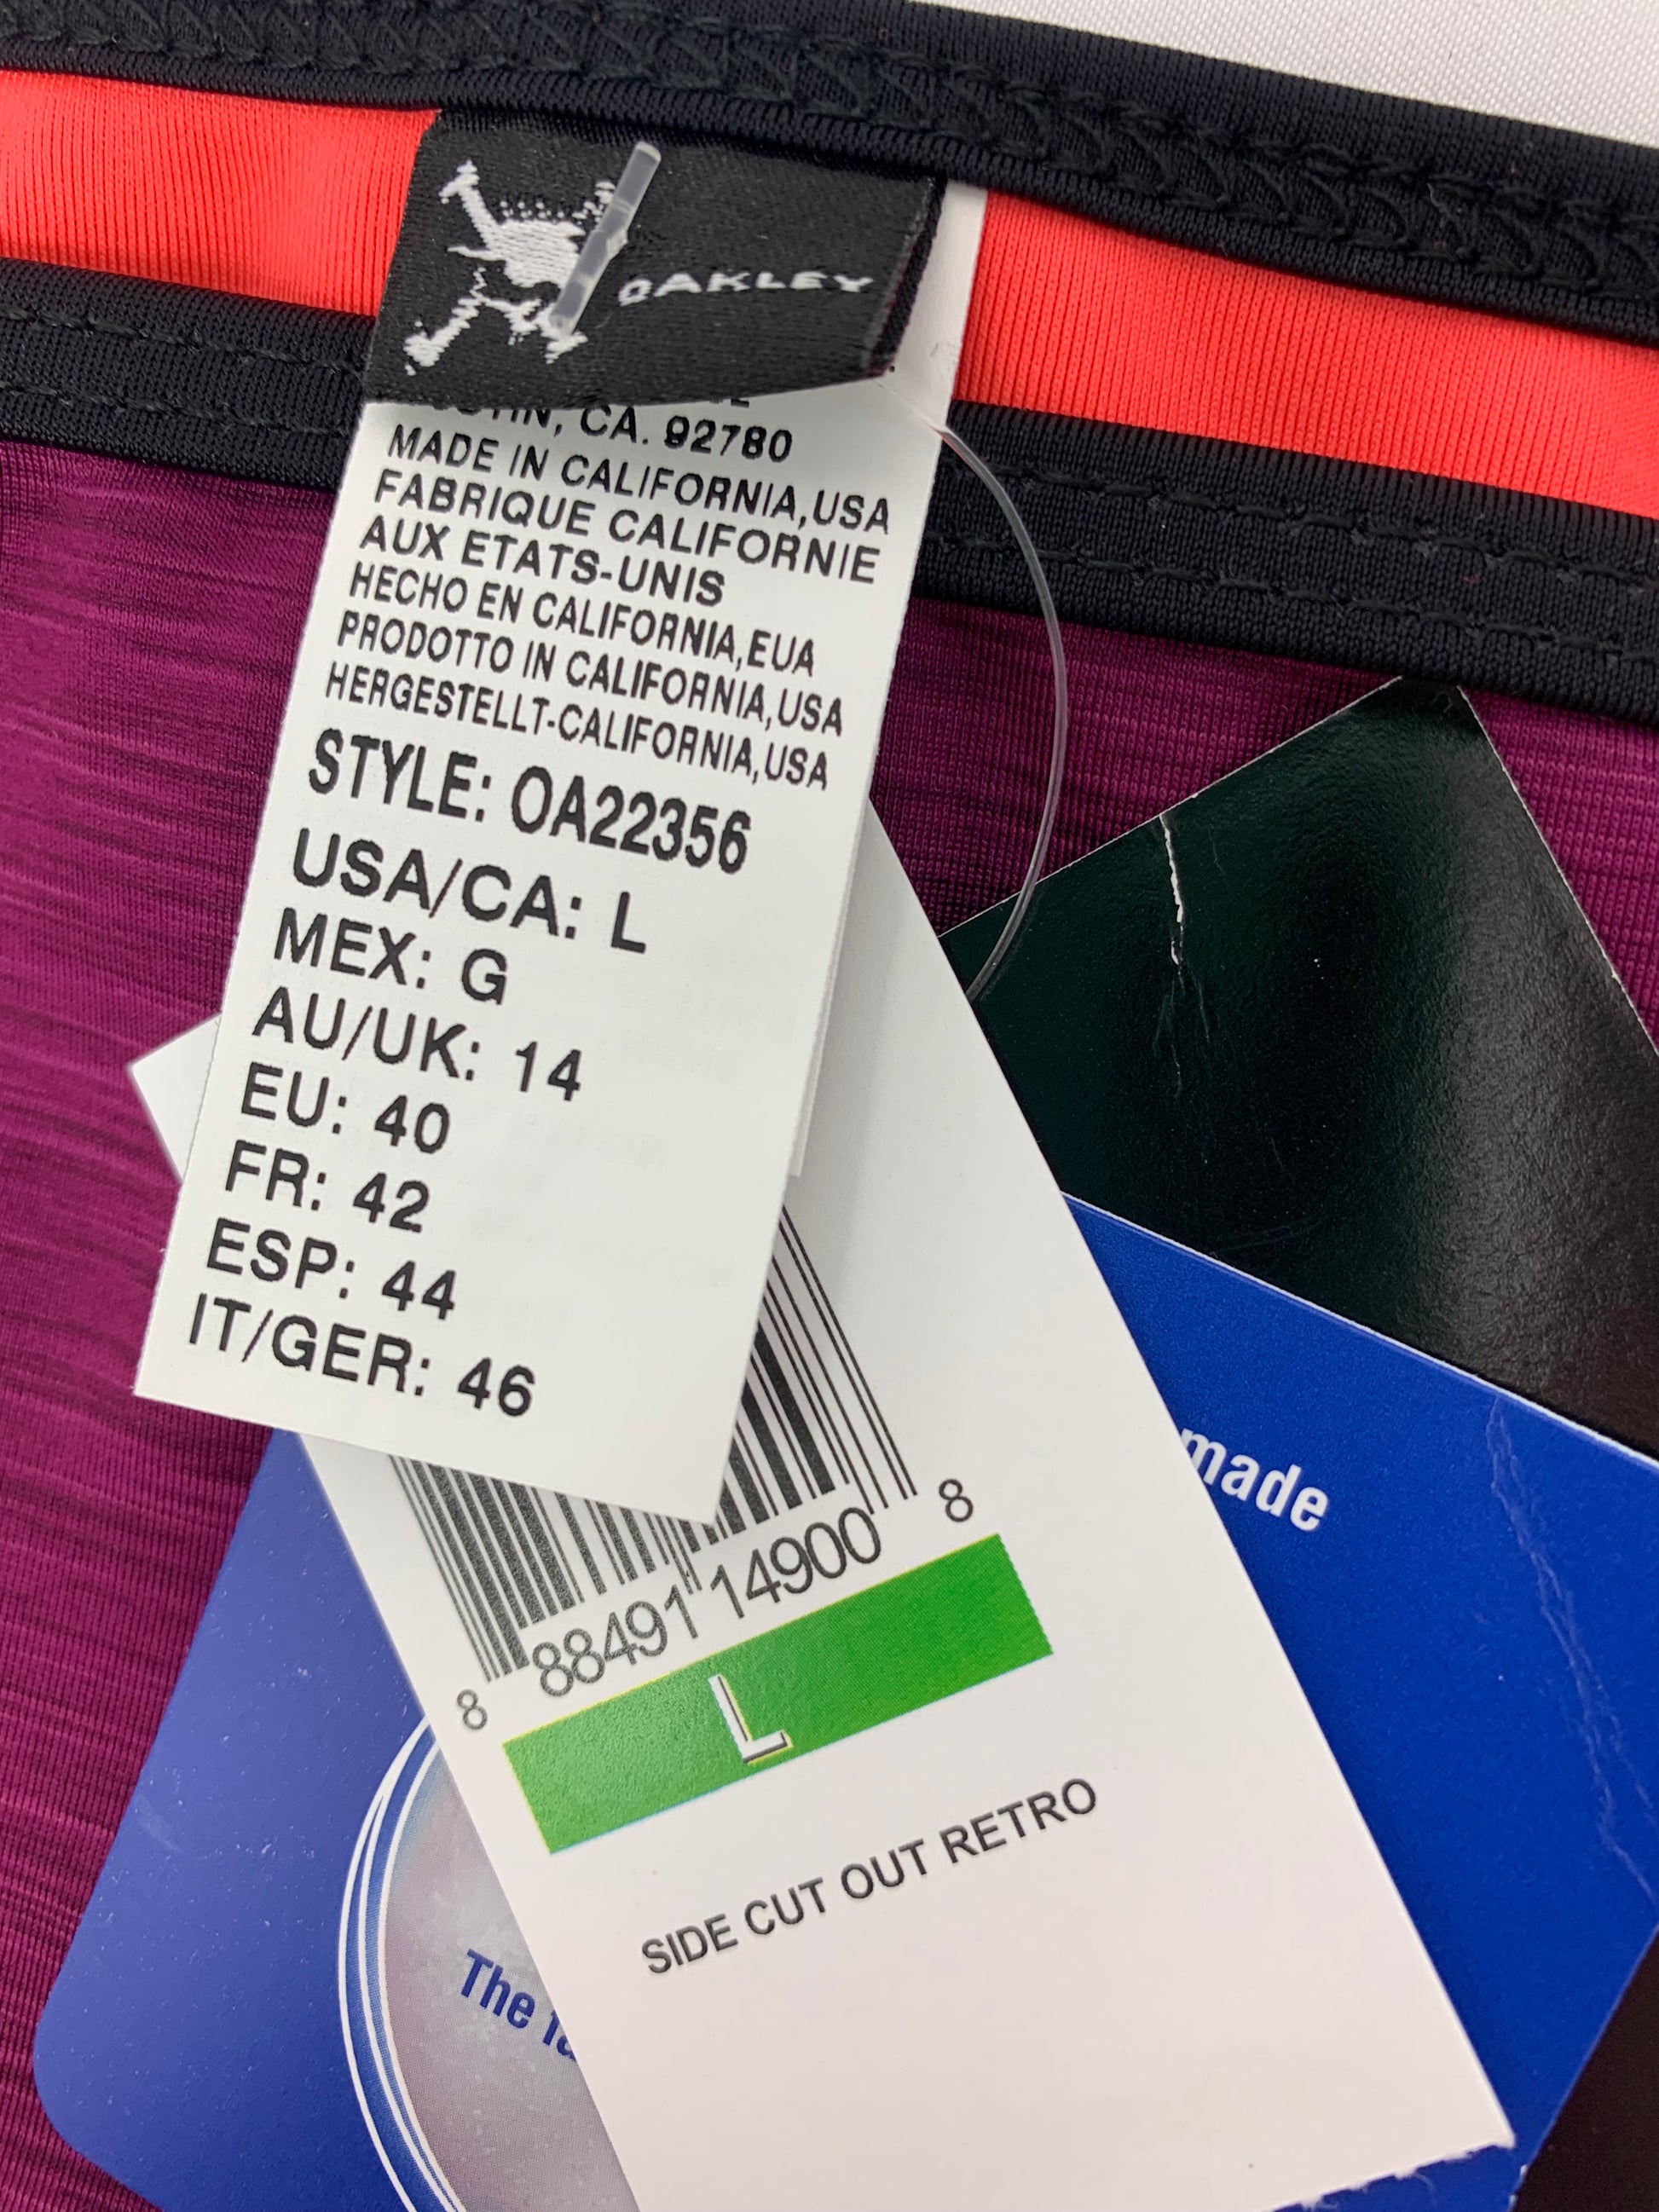 OAKLEY
CA. 92780
MADE IN CALIFORNIA,USA
FABRIQUE CALIFORNIE
AUX ETATS-UNIS
HECHO EN CALIFORNIA,EUA
PRODOTTO IN CALIFORNIA,USA
HERGESTELLT-CALIFORNIA,USA
STYLE: OA22356
USA/CA: L
MEX: G
AU/UK: 14
EU: 40
FR: 42
ESP: 44
IT/GER: 46
8 88491 14900 8
L
SIDE CUT OUT RETRO
made
The